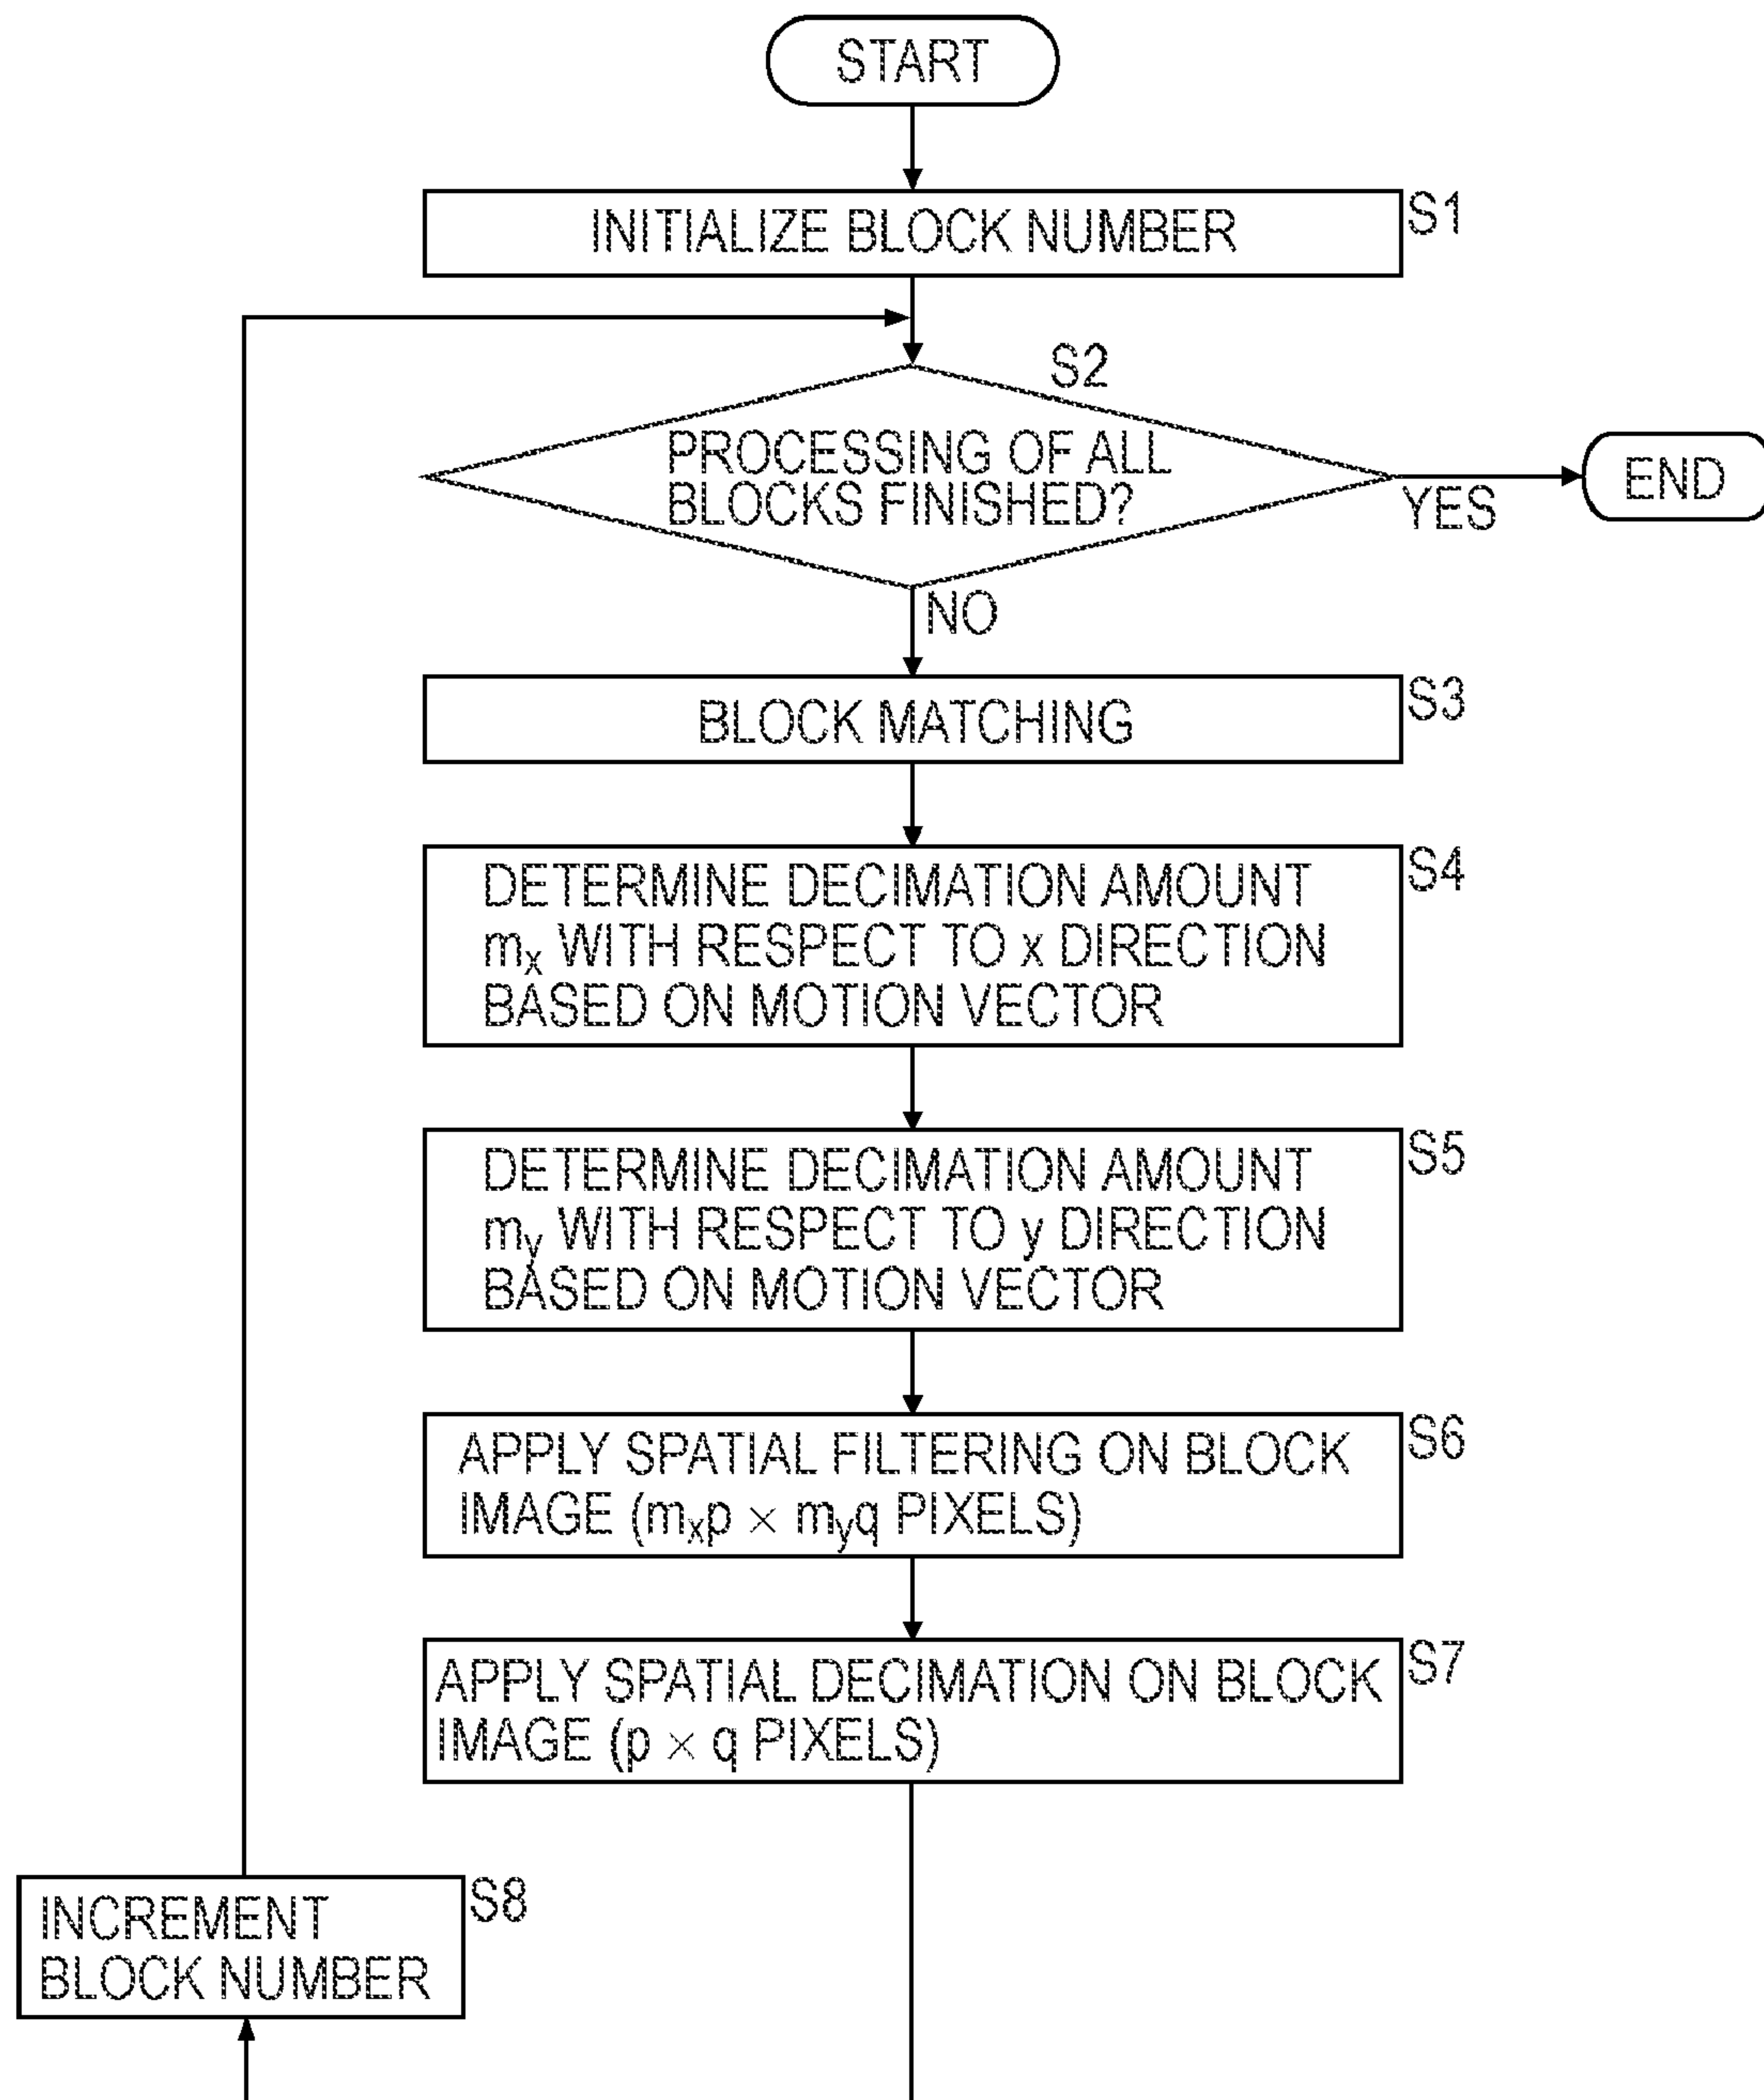 START
INITIALIZE BLOCK NUMBER
S1
S2
PROCESSING OF ALL
BLOCKS FINISHED?
YES
END
NO
BLOCK MATCHING
S3
DETERMINE DECIMATION AMOUNT
mx WITH RESPECT TO x DIRECTION
BASED ON MOTION VECTOR
S4
DETERMINE DECIMATION AMOUNT
my WITH RESPECT TO y DIRECTION
BASED ON MOTION VECTOR
S5
APPLY SPATIAL FILTERING ON BLOCK
IMAGE (mxp × myq PIXELS)
S6
APPLY SPATIAL DECIMATION ON BLOCK
IMAGE (p × q PIXELS)
S7
INCREMENT
BLOCK NUMBER
S8